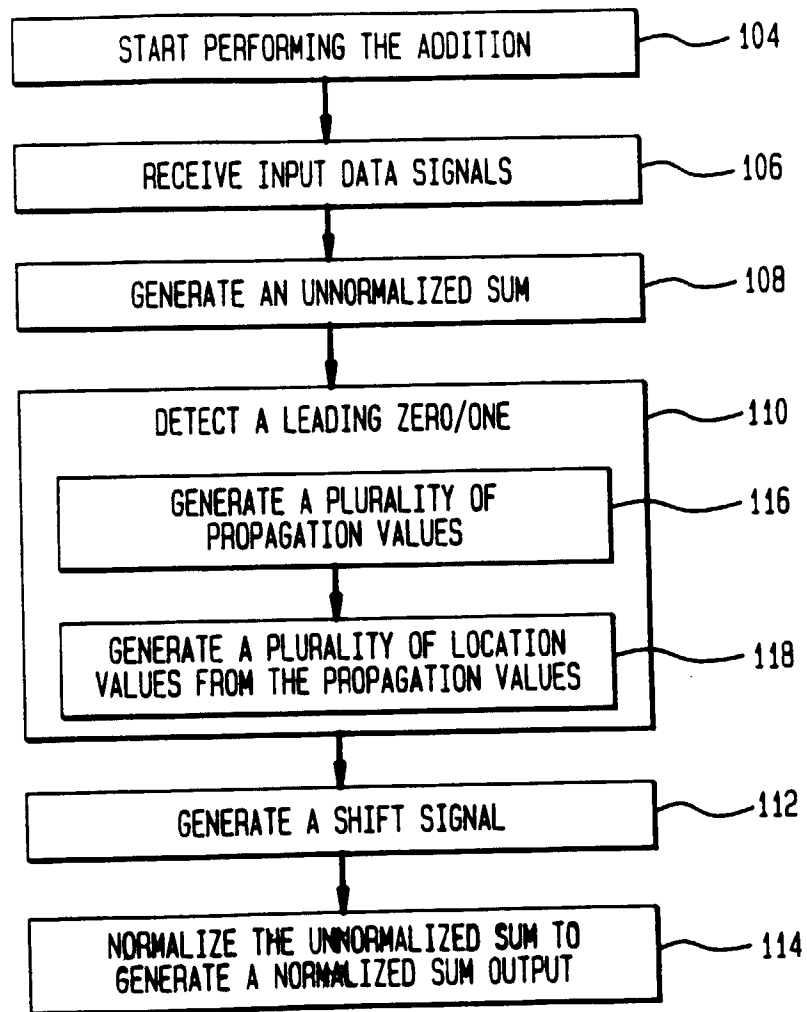 START PERFORMING THE ADDITION
104
RECEIVE INPUT DATA SIGNALS
106
GENERATE AN UNNORMALIZED SUM
108
DETECT A LEADING ZERO/ONE
110
GENERATE A PLURALITY OF
PROPAGATION VALUES
116
GENERATE A PLURALITY OF LOCATION
VALUES FROM THE PROPAGATION VALUES
118
GENERATE A SHIFT SIGNAL
112
NORMALIZE THE UNNORMALIZED SUM TO
GENERATE A NORMALIZED SUM OUTPUT
114